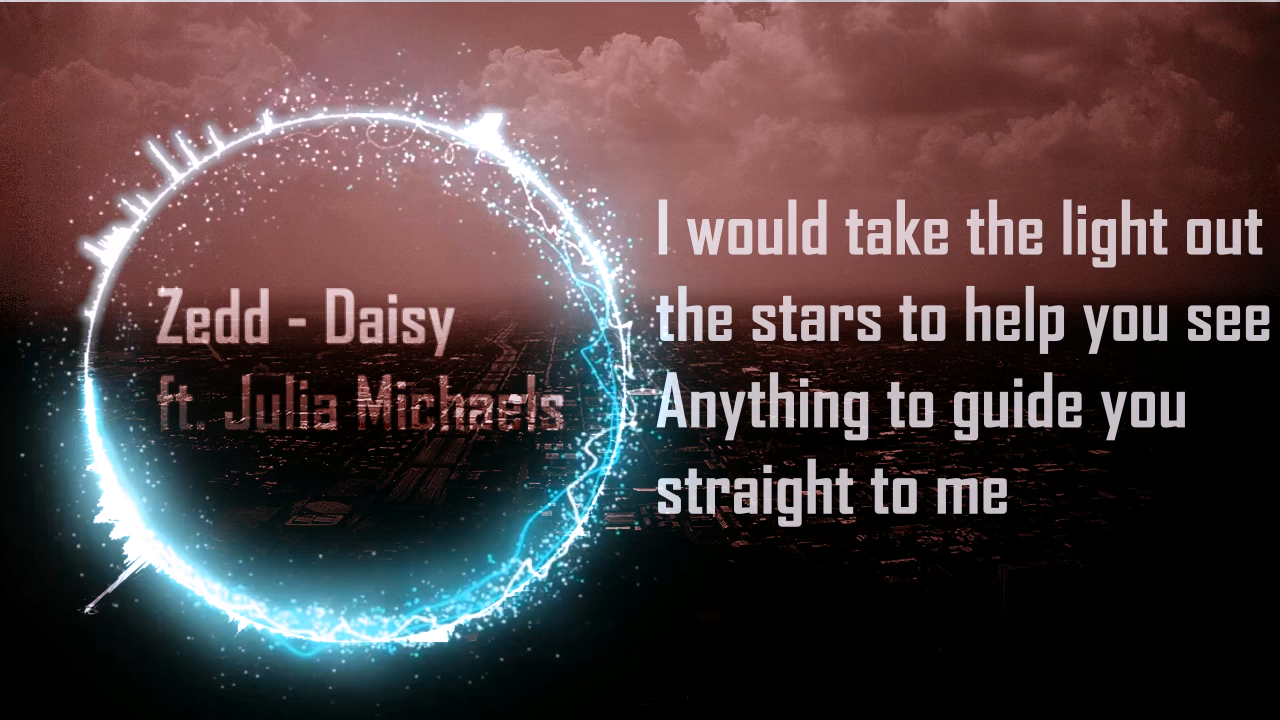 Zedd - Daisy
ft. Julia Michaels
I would take the light out
the stars to help you see
Anything to guide you
straight to me